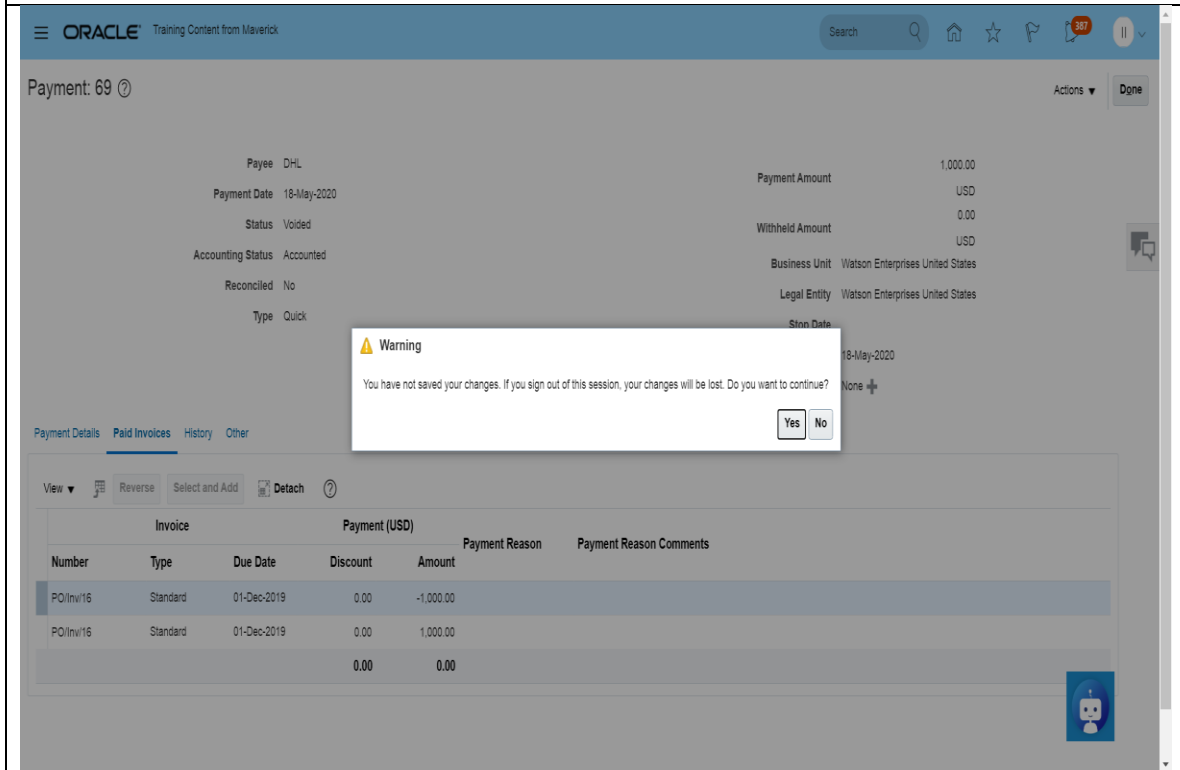 ORACLE® Training Content from Maverick Search 387 II
Payment: 69 ? Actions ▼ Done
Payee DHL
Payment Date 18-May-2020
Status Voided
Accounting Status Accounted
Reconciled No
Type Quick
Payment Amount 1,000.00 USD
Withheld Amount 0.00 USD
Business Unit Watson Enterprises United States
Legal Entity Watson Enterprises United States
Stop Date
18-May-2020
None
Warning
You have not saved your changes. If you sign out of this session, your changes will be lost. Do you want to continue?
Yes No
Payment Details Paid Invoices History Other
View ▼ Reverse Select and Add Detach ?
Invoice Payment (USD)
Payment Reason Payment Reason Comments
Number Type Due Date Discount Amount
PO/Inv/16 Standard 01-Dec-2019 0.00 -1,000.00
PO/Inv/16 Standard 01-Dec-2019 0.00 1,000.00
0.00 0.00